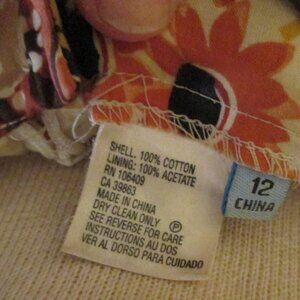 SHELL: 100% COTTON
LINING: 100% ACETATE
RN 106409
CA 39863
MADE IN CHINA
DRY CLEAN ONLY
SEE REVERSE FOR CARE
INSTRUCTIONS AU DOS
VER AL DORSO PARA CUIDADO
P
12
CHINA